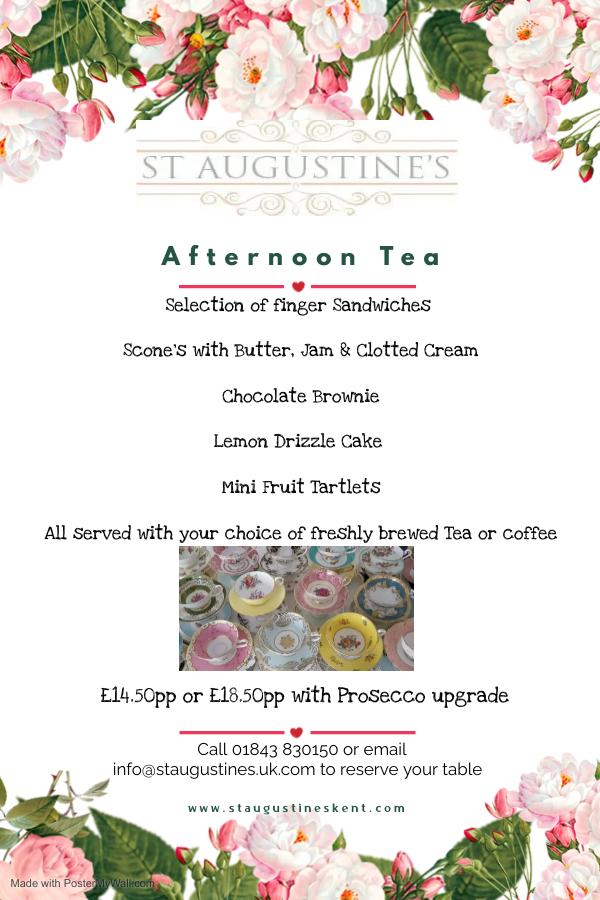 ST AUGUSTINE'S
Afternoon Tea
Selection of finger Sandwiches
Scone's with Butter, Jam & Clotted Cream
Chocolate Brownie
Lemon Drizzle Cake
Mini Fruit Tartlets
All served with your choice of freshly brewed Tea or coffee
£14.50pp or £18.50pp with Prosecco upgrade
Call 01843 830150 or email
info@staugustines.uk.com to reserve your table
www.staugustineskent.com
Made with PosterMyWall.com